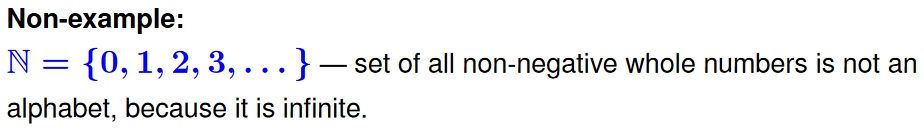 Non-example:
ℕ = {0, 1, 2, 3, . . . } — set of all non-negative whole numbers is not an
alphabet, because it is infinite.